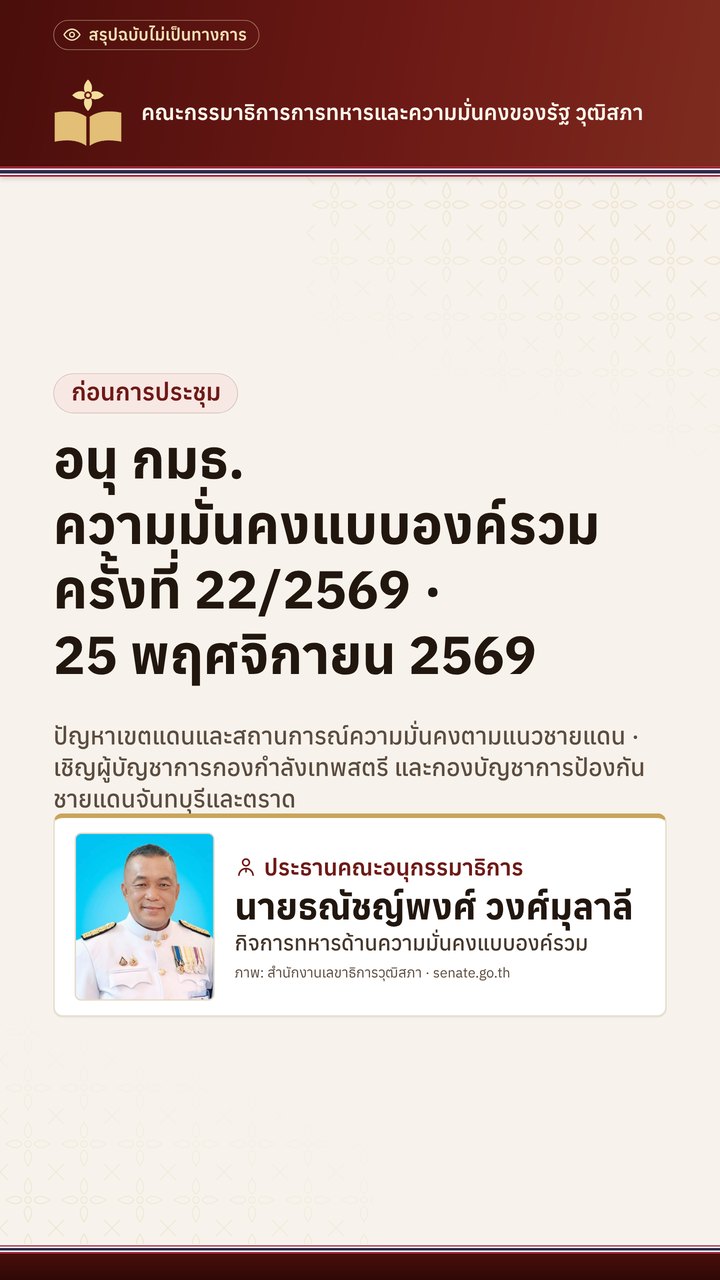 สรุปฉบับไม่เป็นทางการ
คณะกรรมาธิการการทหารและความมั่นคงของรัฐ วุฒิสภา
ก่อนการประชุม
อนุ กมธ.
ความมั่นคงแบบองค์รวม
ครั้งที่ 22/2569 ·
25 พฤศจิกายน 2569
ปัญหาเขตแดนและสถานการณ์ความมั่นคงตามแนวชายแดน ·
เชิญผู้บัญชาการกองกำลังเทพสตรี และกองบัญชาการป้องกัน
ชายแดนจันทบุรีและตราด
ประธานคณะอนุกรรมาธิการ
นายธณัชญ์พงศ์ วงศ์มุลาลี
กิจการทหารด้านความมั่นคงแบบองค์รวม
ภาพ: สำนักงานเลขาธิการวุฒิสภา · senate.go.th